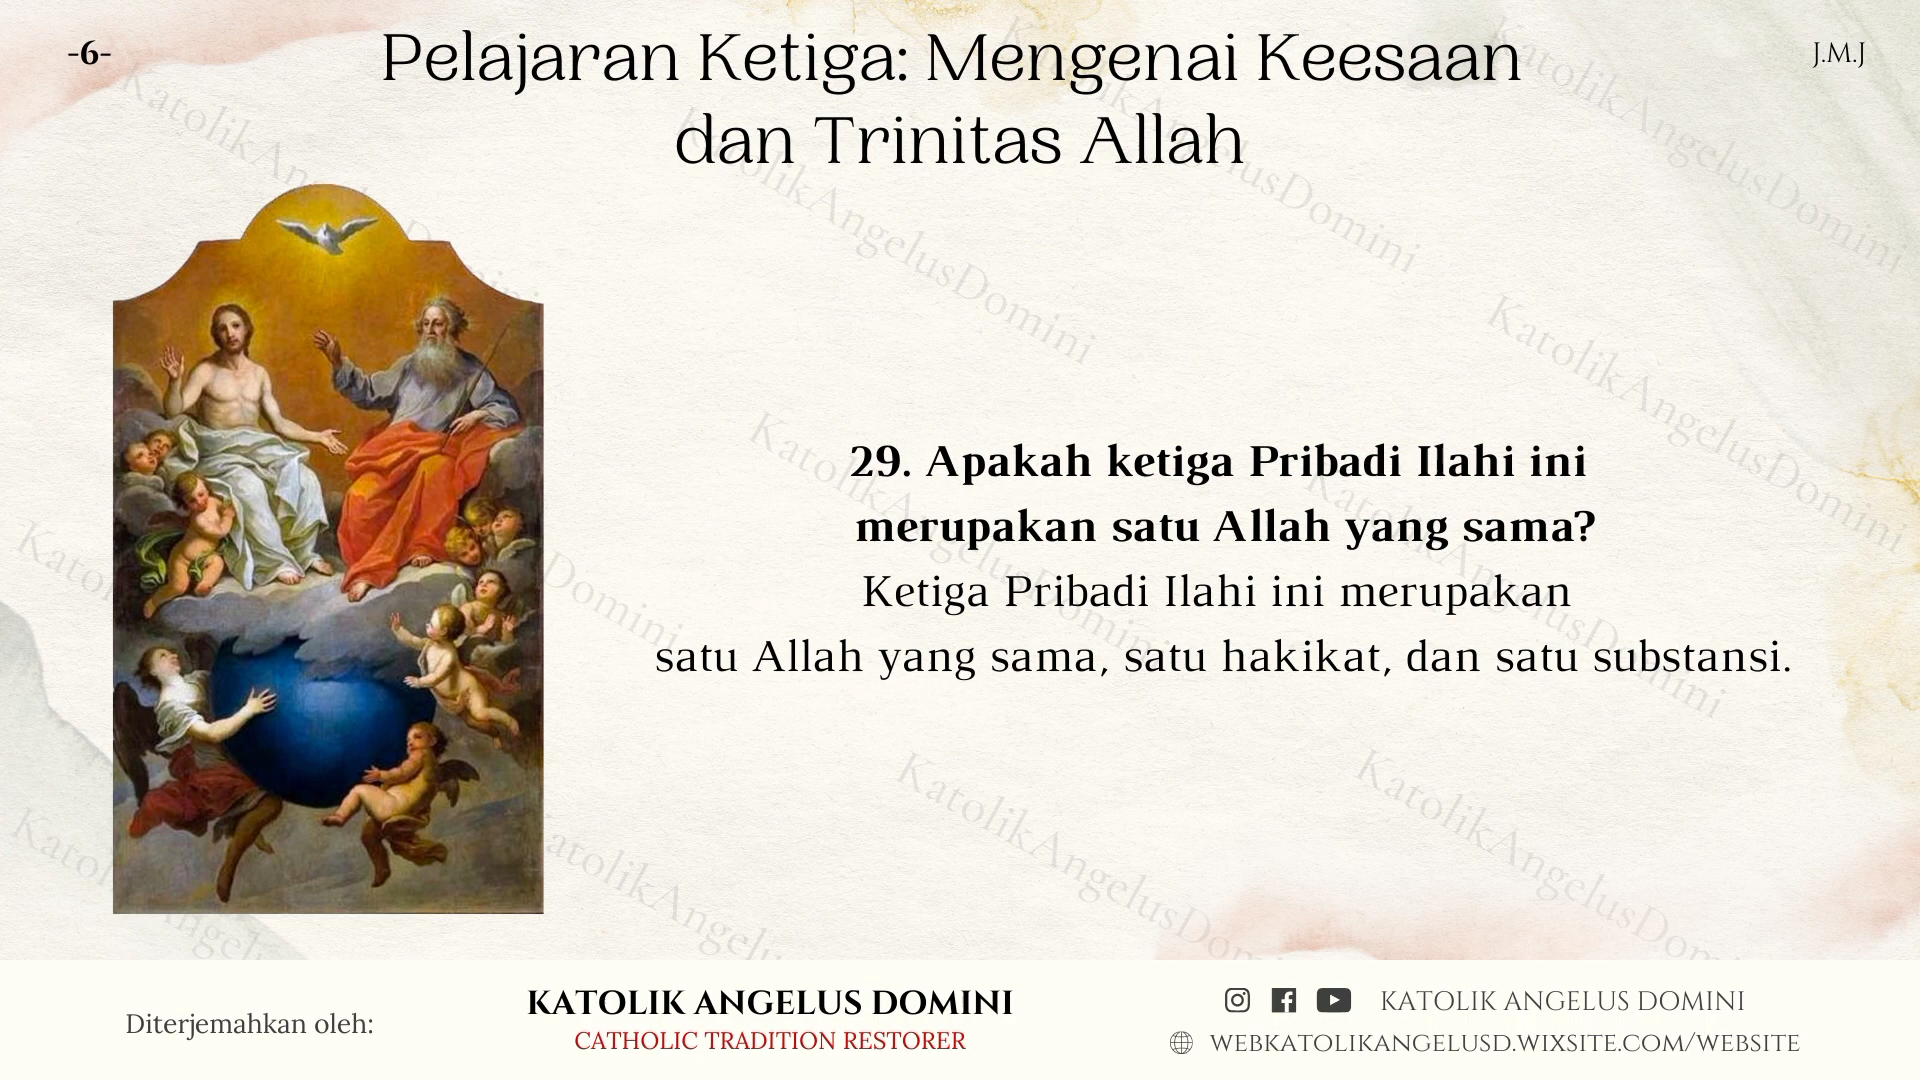 -6-
Pelajaran Ketiga: Mengenai Keesaan
dan Trinitas Allah
J.M.J
29. Apakah ketiga Pribadi Ilahi ini
merupakan satu Allah yang sama?
Ketiga Pribadi Ilahi ini merupakan
satu Allah yang sama, satu hakikat, dan satu substansi.
Diterjemahkan oleh:
KATOLIK ANGELUS DOMINI
CATHOLIC TRADITION RESTORER
KATOLIK ANGELUS DOMINI
WEBKATOLIKANGELUSD.WIXSITE.COM/WEBSITE
KatolikAngelusDomini